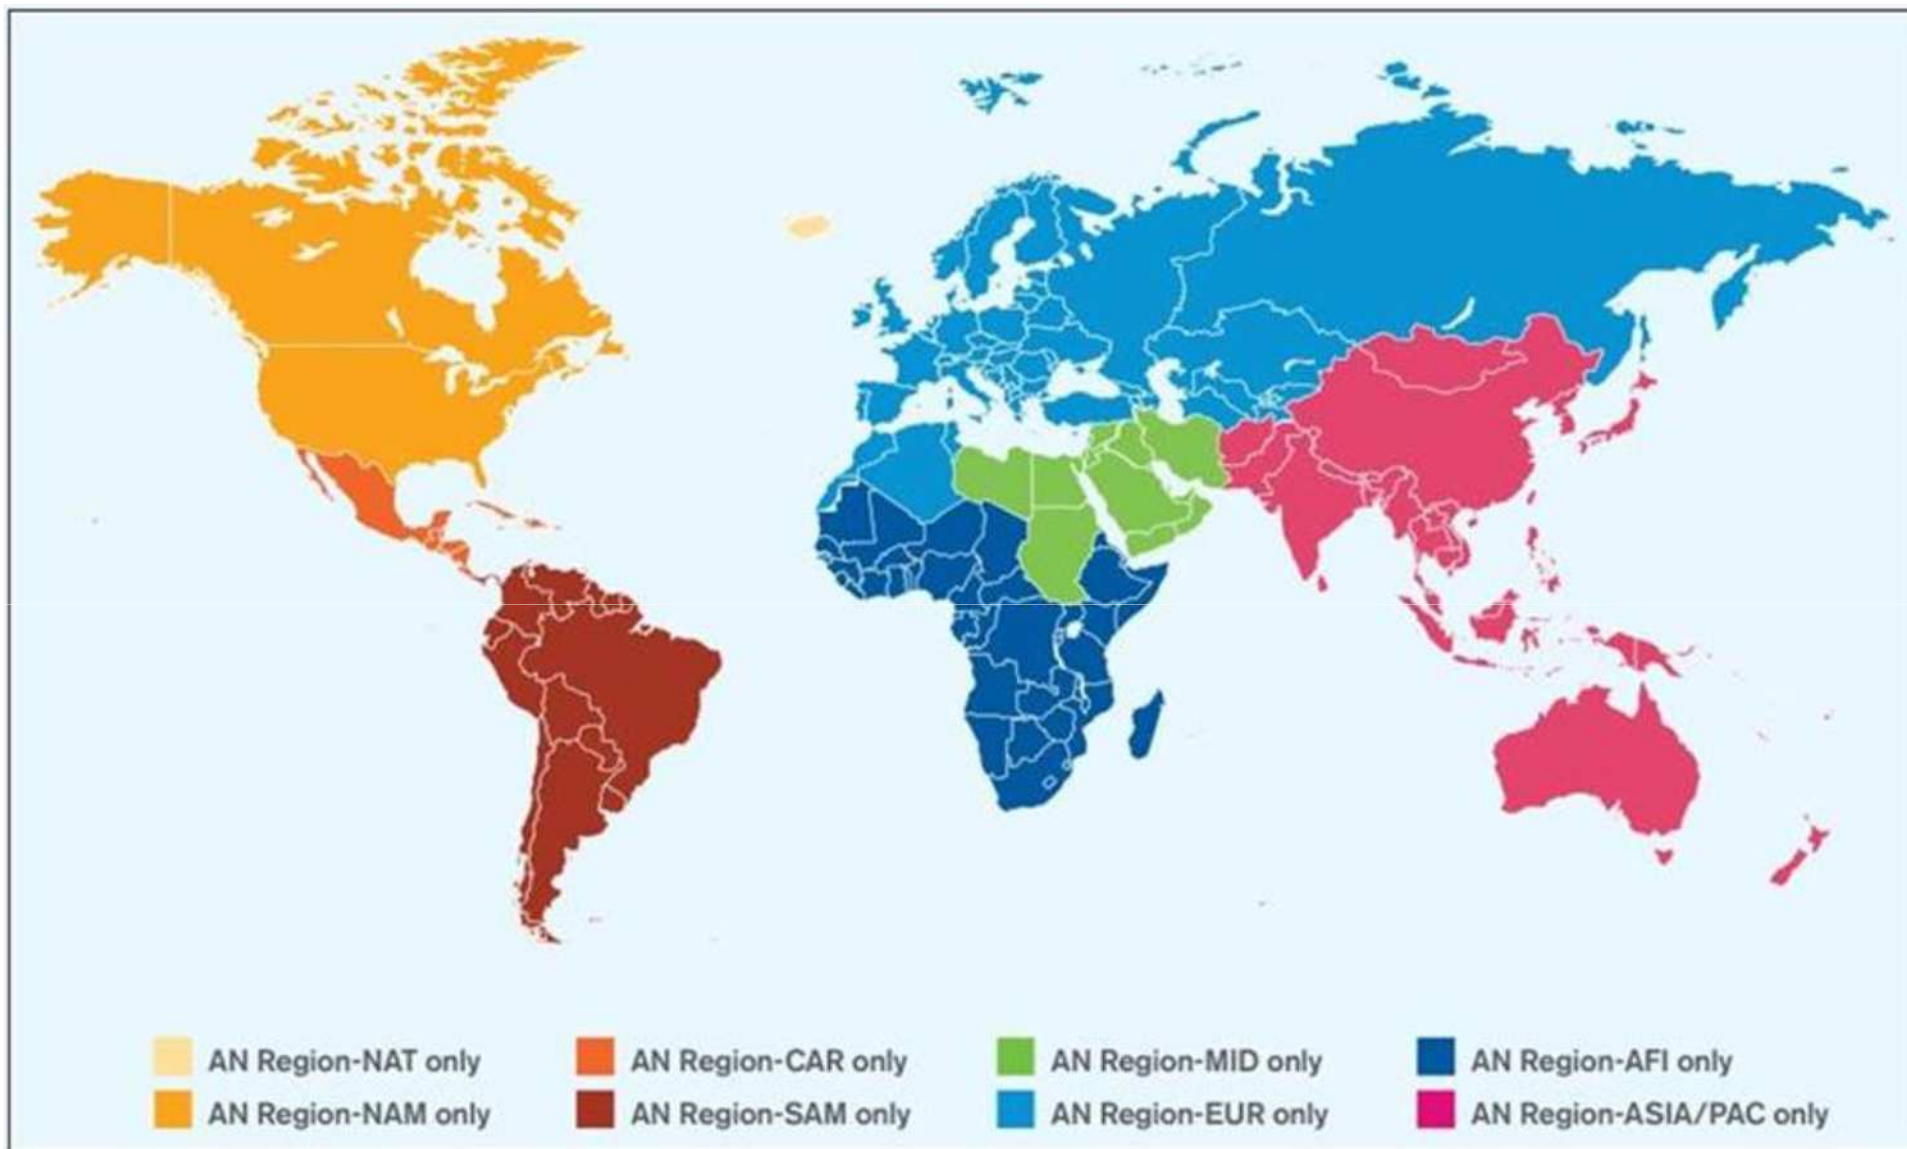 AN Region-NAT only
AN Region-CAR only
AN Region-MID only
AN Region-AFI only
AN Region-NAM only
AN Region-SAM only
AN Region-EUR only
AN Region-ASIA/PAC only